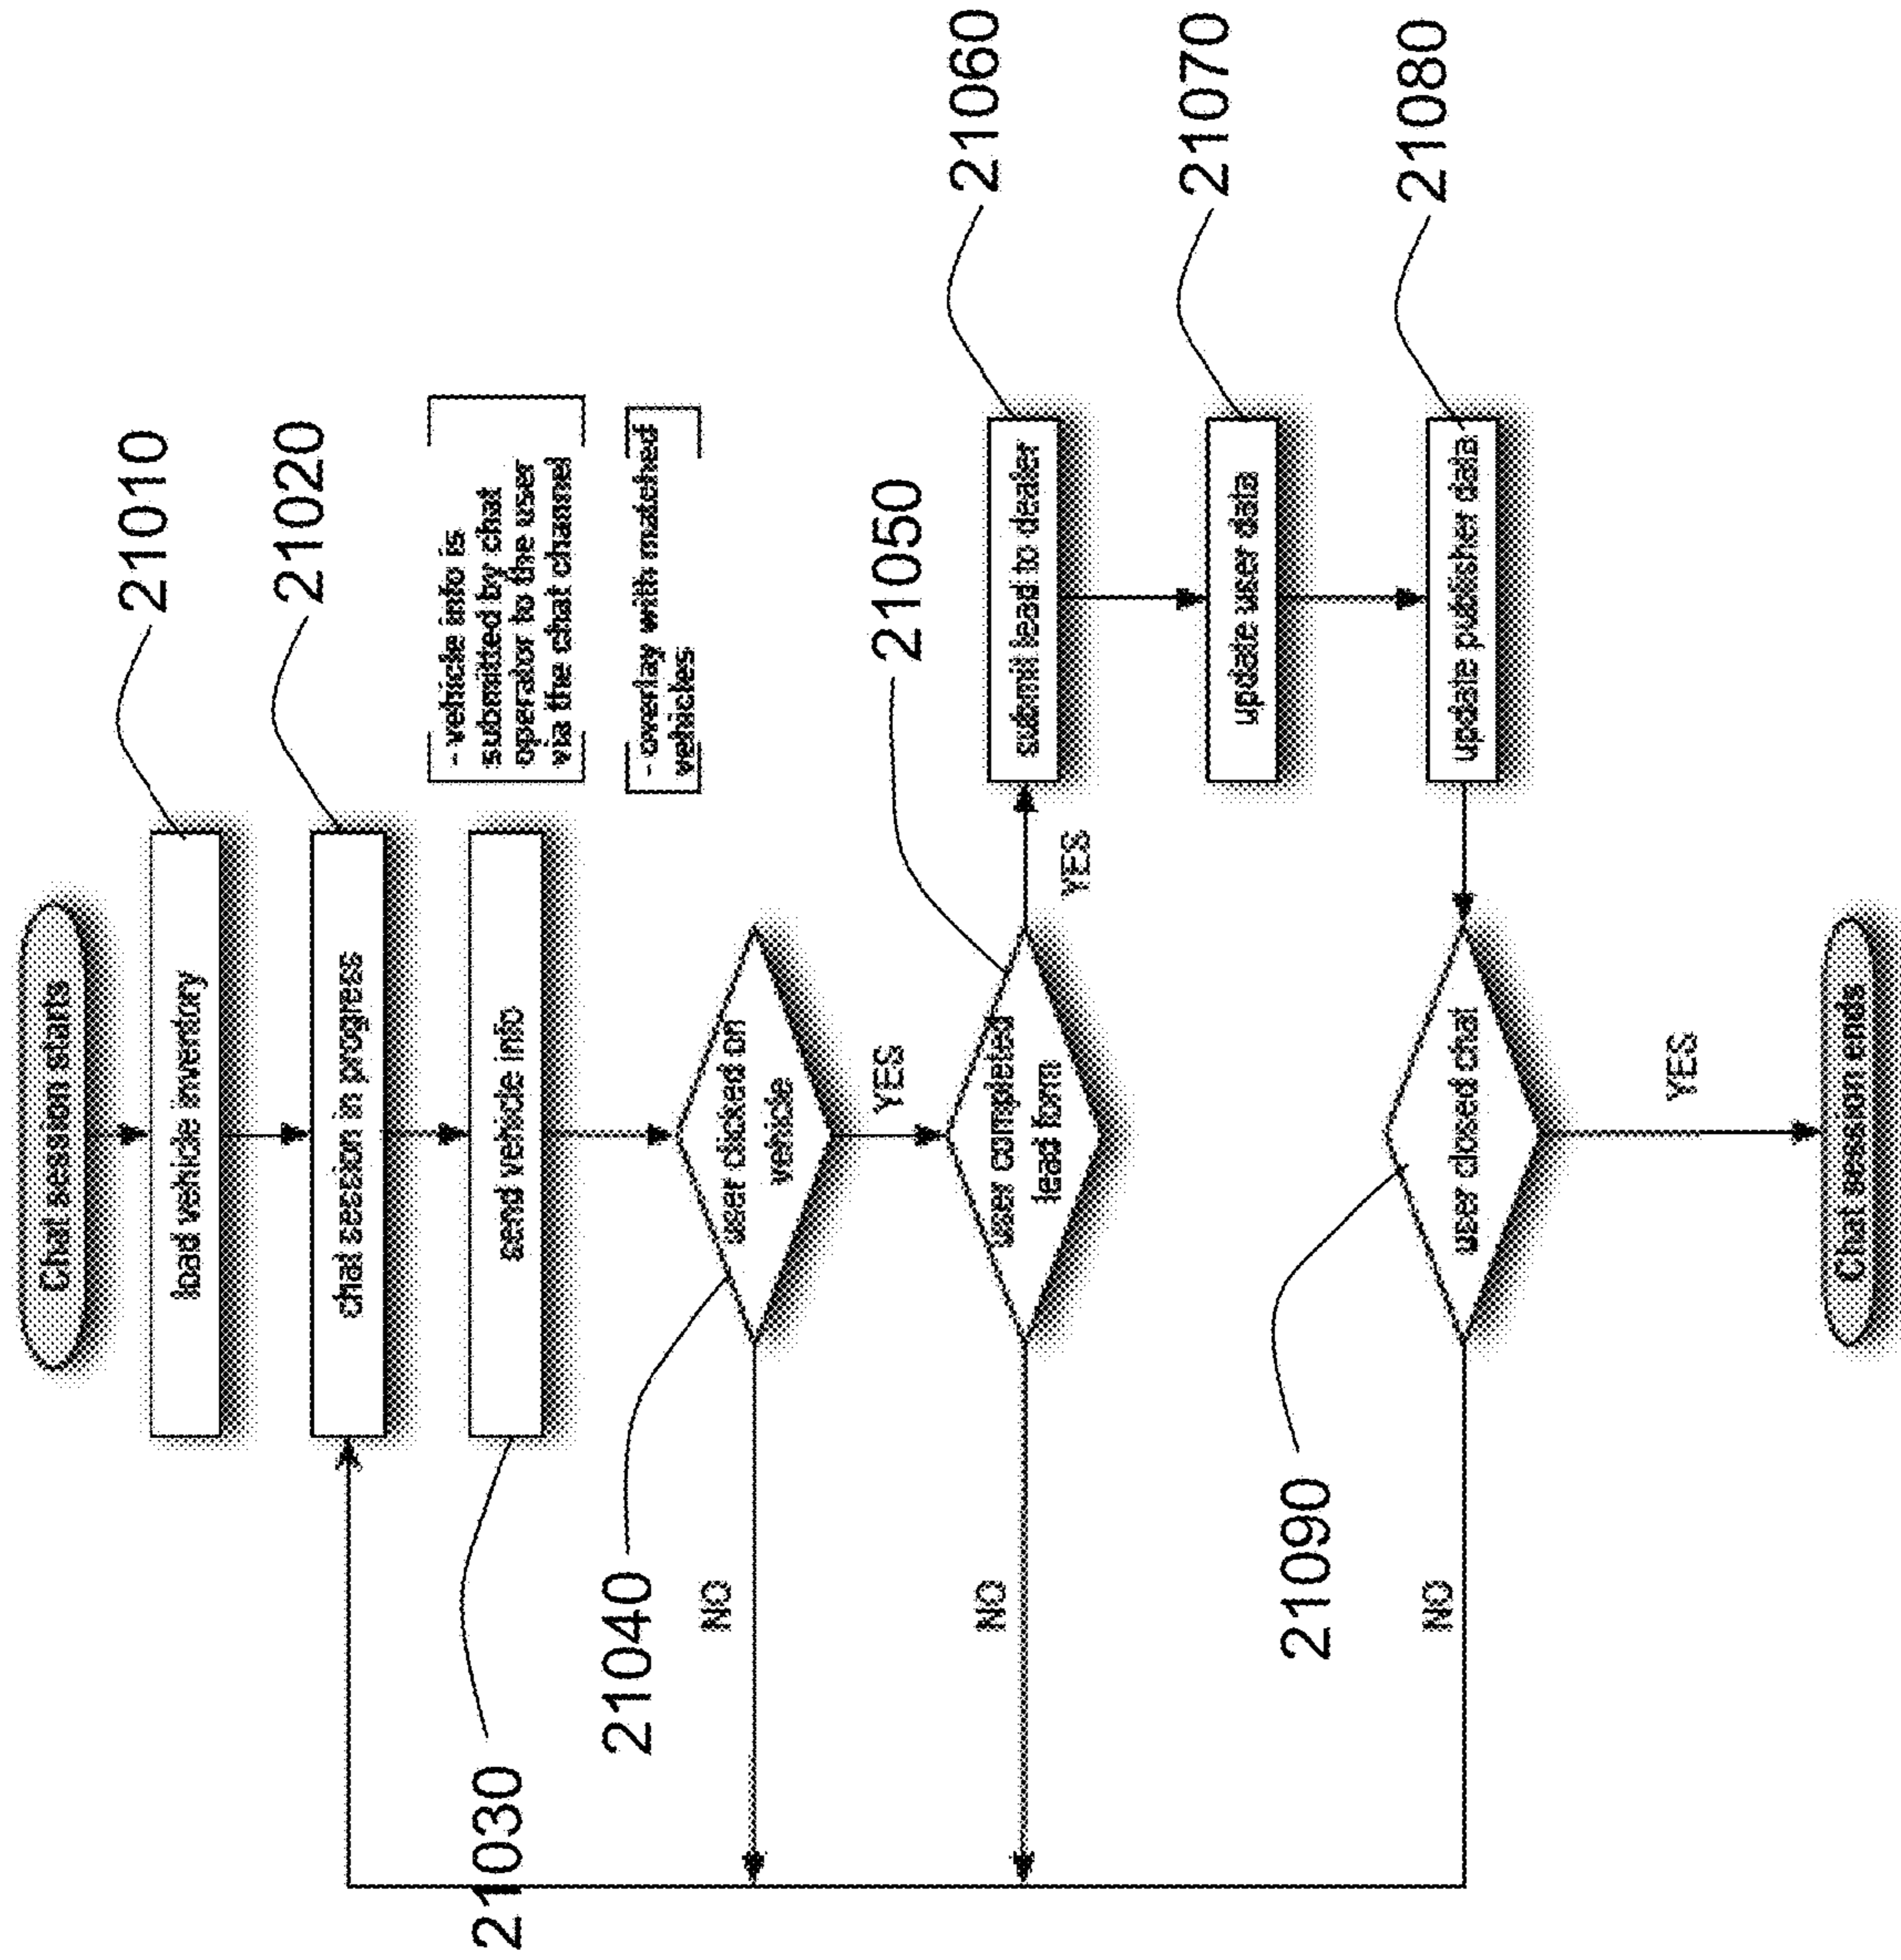 Chat session starts
load vehicle inventory
21010
chat session in progress
21020
send vehicle info
21030
- vehicle info is
submitted by chat
operator to the user
via the chat channel
- overlay with matched
vehicles
user clicked on
vehicle
21040
NO
YES
user completed
lead form
21050
NO
YES
submit lead to dealer
21060
update user data
21070
update publisher data
21080
user closed chat
21090
NO
YES
Chat session ends